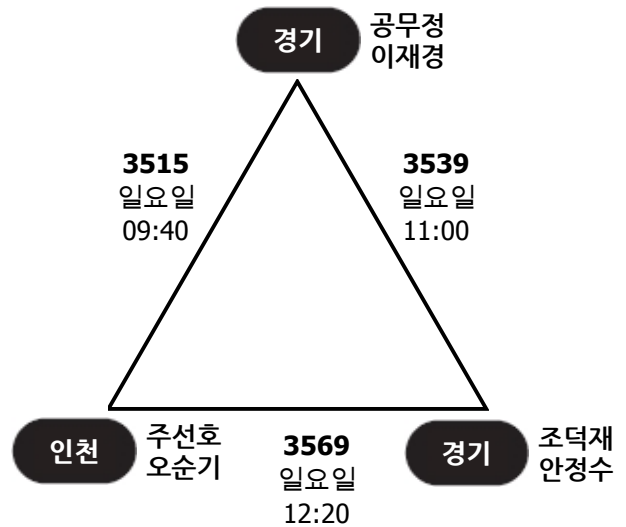 경기
공무정
이재경
3515
일요일
09:40
3539
일요일
11:00
인천
주선호
오순기
3569
일요일
12:20
경기
조덕재
안정수